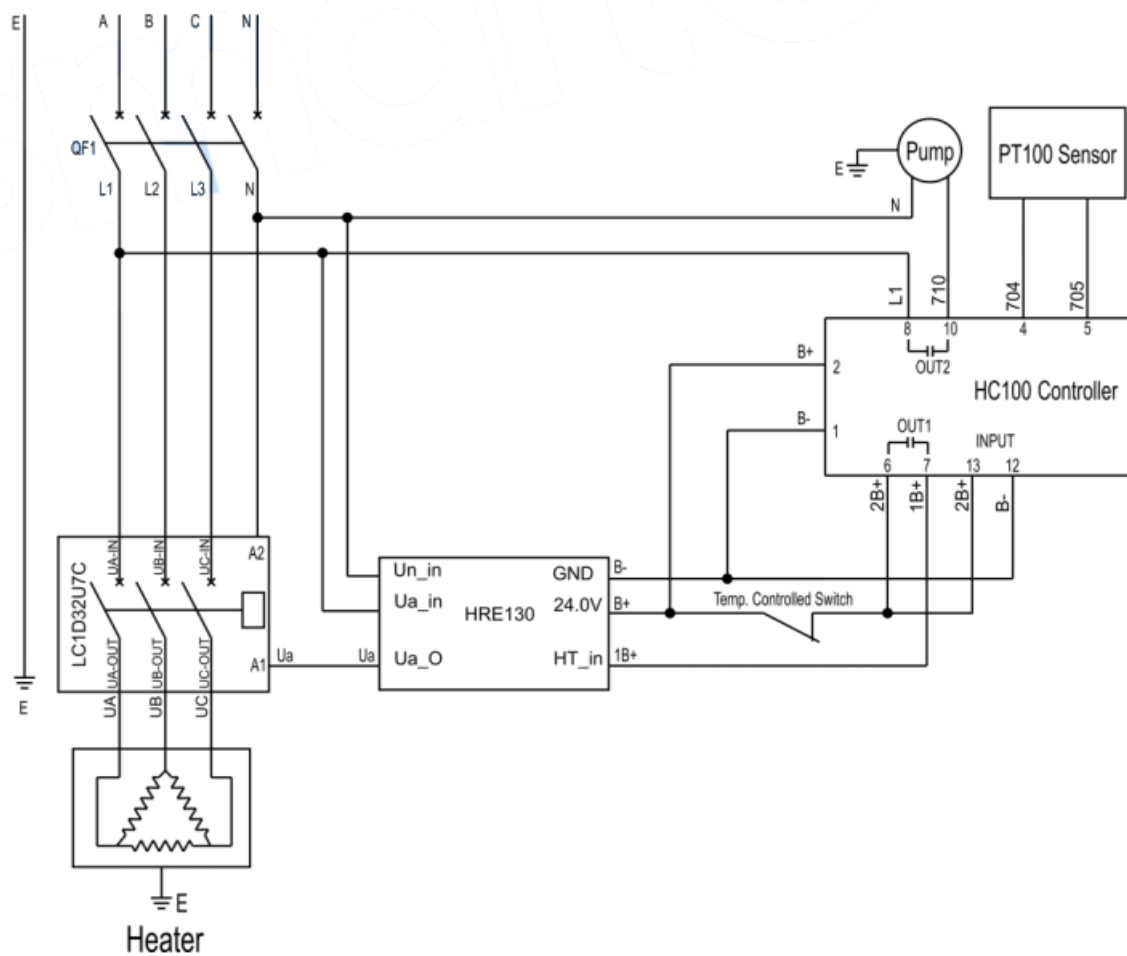 E
A B C N
QF1
L1 L2 L3 N
Pump
E
N
PT100 Sensor
L1
710
704
705
8 10 4 5
OUT2
B+
2
HC100 Controller
B-
1
OUT1
INPUT
6 7 13 12
2B+
1B+
2B+
B-
LC1D32U7C
UA-IN
UB-IN
UC-IN
A2
UA-OUT
UB-OUT
UC-OUT
A1
Ua
Ua
Un_in
Ua_in
Ua_O
HRE130
GND
24.0V
HT_in
B-
B+
1B+
Temp. Controlled Switch
E
UA
UB
UC
E
Heater